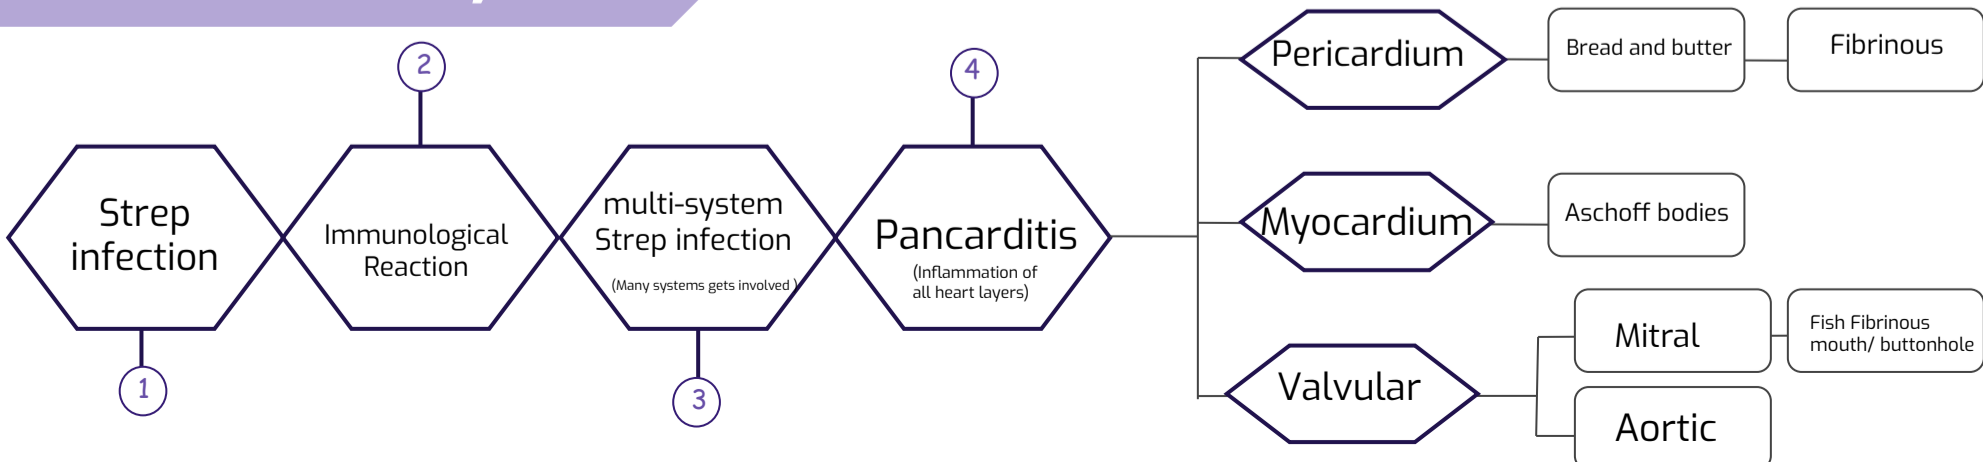 2
4
Strep
infection
Immunological
Reaction
multi-system
Strep infection
(Many systems gets involved )
Pancarditis
(Inflammation of
all heart layers)
1
3
Pericardium
Bread and butter
Fibrinous
Myocardium
Aschoff bodies
Valvular
Mitral
Fish Fibrinous
mouth/ buttonhole
Aortic